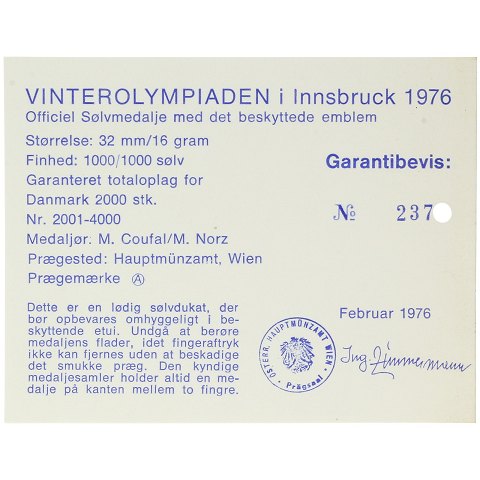 VINTEROLYMPIADEN i Innsbruck 1976
Officiel Sølvmedalje med det beskyttede emblem
Størrelse: 32 mm/16 gram
Finhed: 1000/1000 sølv
Garanteret totaloplag for
Danmark 2000 stk.
Nr. 2001-4000
Medaljør: M. Coufal/M. Norz
Prægested: Hauptmünzamt, Wien
Prægemærke Ⓐ
Garantibevis:
№ 237
Dette er en lødig sølvdukat, der
bør opbevares omhyggeligt i be-
skyttende etui. Undgå at berøre
medaljens flader, idet fingeraftryk
ikke kan fjernes uden at beskadige
det smukke præg. Den kyndige
medaljesamler holder altid en me-
dalje på kanten mellem to fingre.
Februar 1976
ÖSTERR. HAUPTMÜNZAMT WIEN
Prägsaal
Ing. Zimmermann